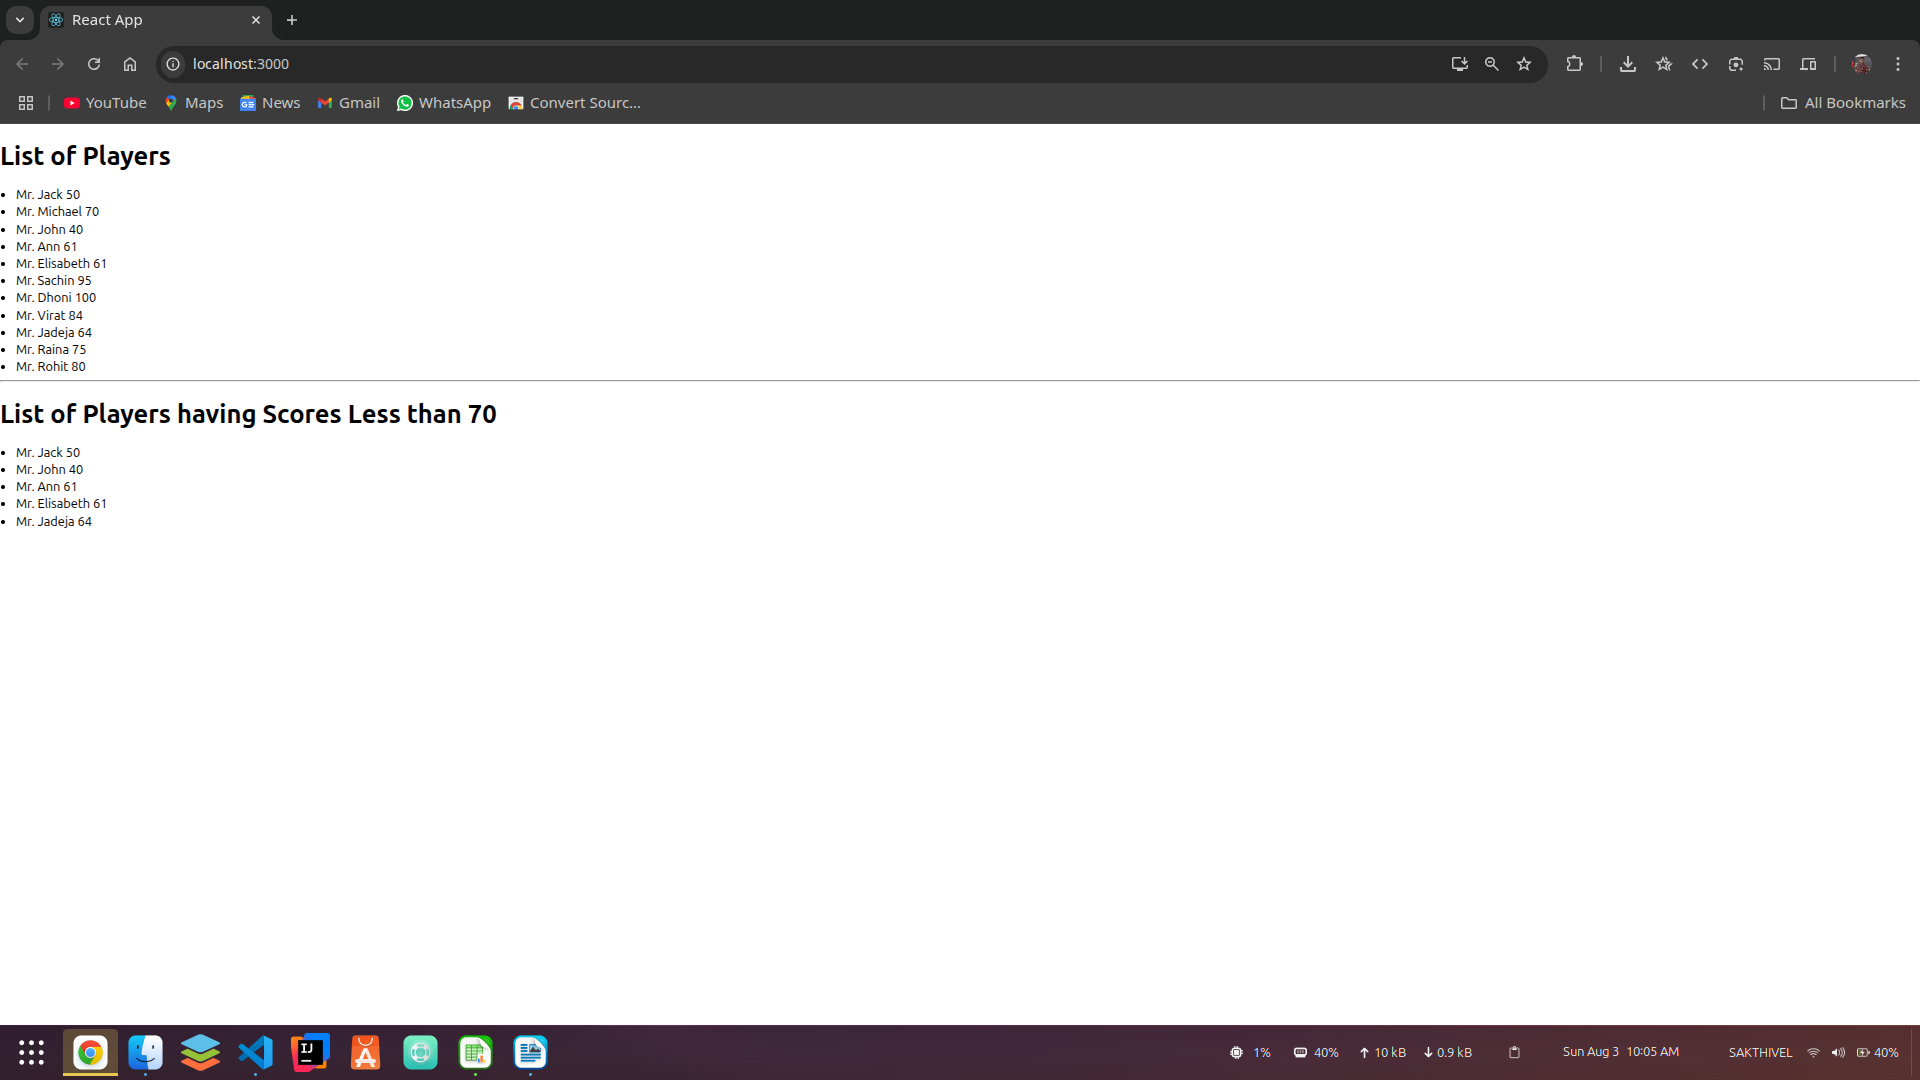 React App
localhost:3000
YouTube Maps News Gmail WhatsApp Convert Sourc... All Bookmarks
List of Players
• Mr. Jack 50
• Mr. Michael 70
• Mr. John 40
• Mr. Ann 61
• Mr. Elisabeth 61
• Mr. Sachin 95
• Mr. Dhoni 100
• Mr. Virat 84
• Mr. Jadeja 64
• Mr. Raina 75
• Mr. Rohit 80
List of Players having Scores Less than 70
• Mr. Jack 50
• Mr. John 40
• Mr. Ann 61
• Mr. Elisabeth 61
• Mr. Jadeja 64
IJ 1% 40% 10 kB 0.9 kB Sun Aug 3 10:05 AM SAKTHIVEL 40%